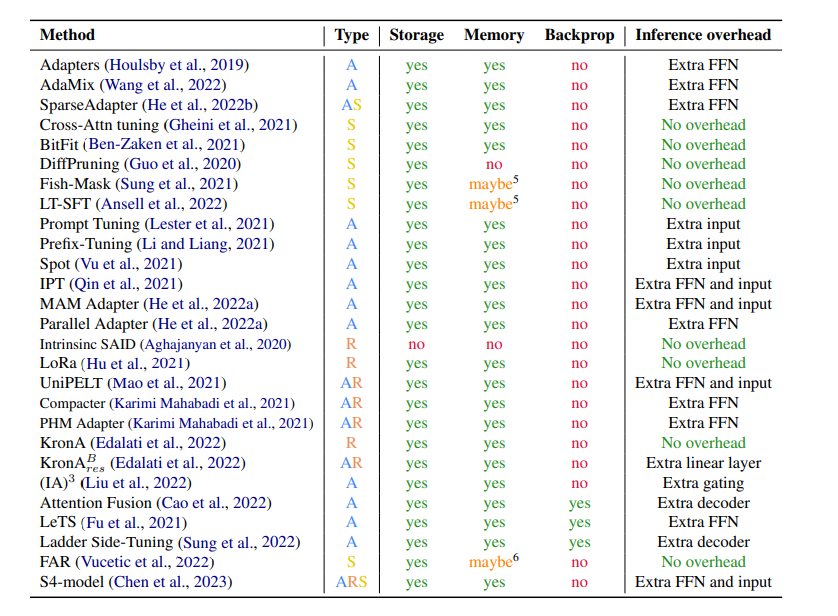 Method Type Storage Memory Backprop Inference overhead
Adapters (Houlsby et al., 2019) A yes yes no Extra FFN
AdaMix (Wang et al., 2022) A yes yes no Extra FFN
SparseAdapter (He et al., 2022b) AS yes yes no Extra FFN
Cross-Attn tuning (Gheini et al., 2021) S yes yes no No overhead
BitFit (Ben-Zaken et al., 2021) S yes yes no No overhead
DiffPruning (Guo et al., 2020) S yes no no No overhead
Fish-Mask (Sung et al., 2021) S yes maybe⁵ no No overhead
LT-SFT (Ansell et al., 2022) S yes maybe⁵ no No overhead
Prompt Tuning (Lester et al., 2021) A yes yes no Extra input
Prefix-Tuning (Li and Liang, 2021) A yes yes no Extra input
Spot (Vu et al., 2021) A yes yes no Extra input
IPT (Qin et al., 2021) A yes yes no Extra FFN and input
MAM Adapter (He et al., 2022a) A yes yes no Extra FFN and input
Parallel Adapter (He et al., 2022a) A yes yes no Extra FFN
Intrinsinc SAID (Aghajanyan et al., 2020) R no no no No overhead
LoRa (Hu et al., 2021) R yes yes no No overhead
UniPELT (Mao et al., 2021) AR yes yes no Extra FFN and input
Compacter (Karimi Mahabadi et al., 2021) AR yes yes no Extra FFN
PHM Adapter (Karimi Mahabadi et al., 2021) AR yes yes no Extra FFN
KronA (Edalati et al., 2022) R yes yes no No overhead
KronA^B_res (Edalati et al., 2022) AR yes yes no Extra linear layer
(IA)³ (Liu et al., 2022) A yes yes no Extra gating
Attention Fusion (Cao et al., 2022) A yes yes yes Extra decoder
LeTS (Fu et al., 2021) A yes yes yes Extra FFN
Ladder Side-Tuning (Sung et al., 2022) A yes yes yes Extra decoder
FAR (Vucetic et al., 2022) S yes maybe⁶ no No overhead
S4-model (Chen et al., 2023) ARS yes yes no Extra FFN and input